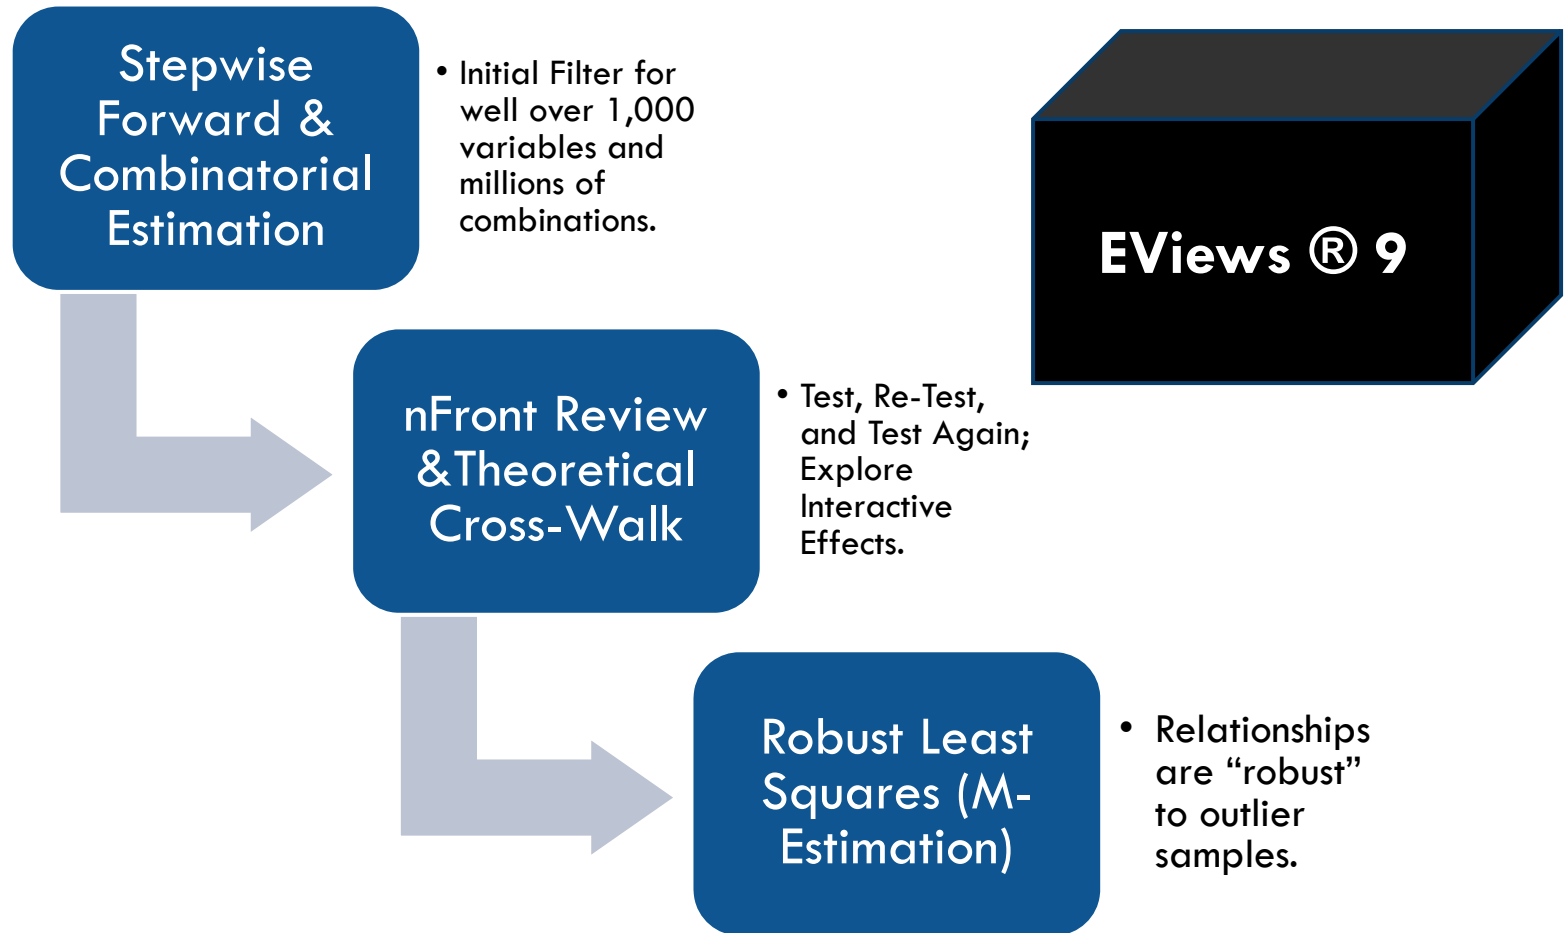 Stepwise
Forward &
Combinatorial
Estimation
• Initial Filter for
well over 1,000
variables and
millions of
combinations.
EViews ® 9
nFront Review
&Theoretical
Cross-Walk
• Test, Re-Test,
and Test Again;
Explore
Interactive
Effects.
Robust Least
Squares (M-
Estimation)
• Relationships
are “robust”
to outlier
samples.